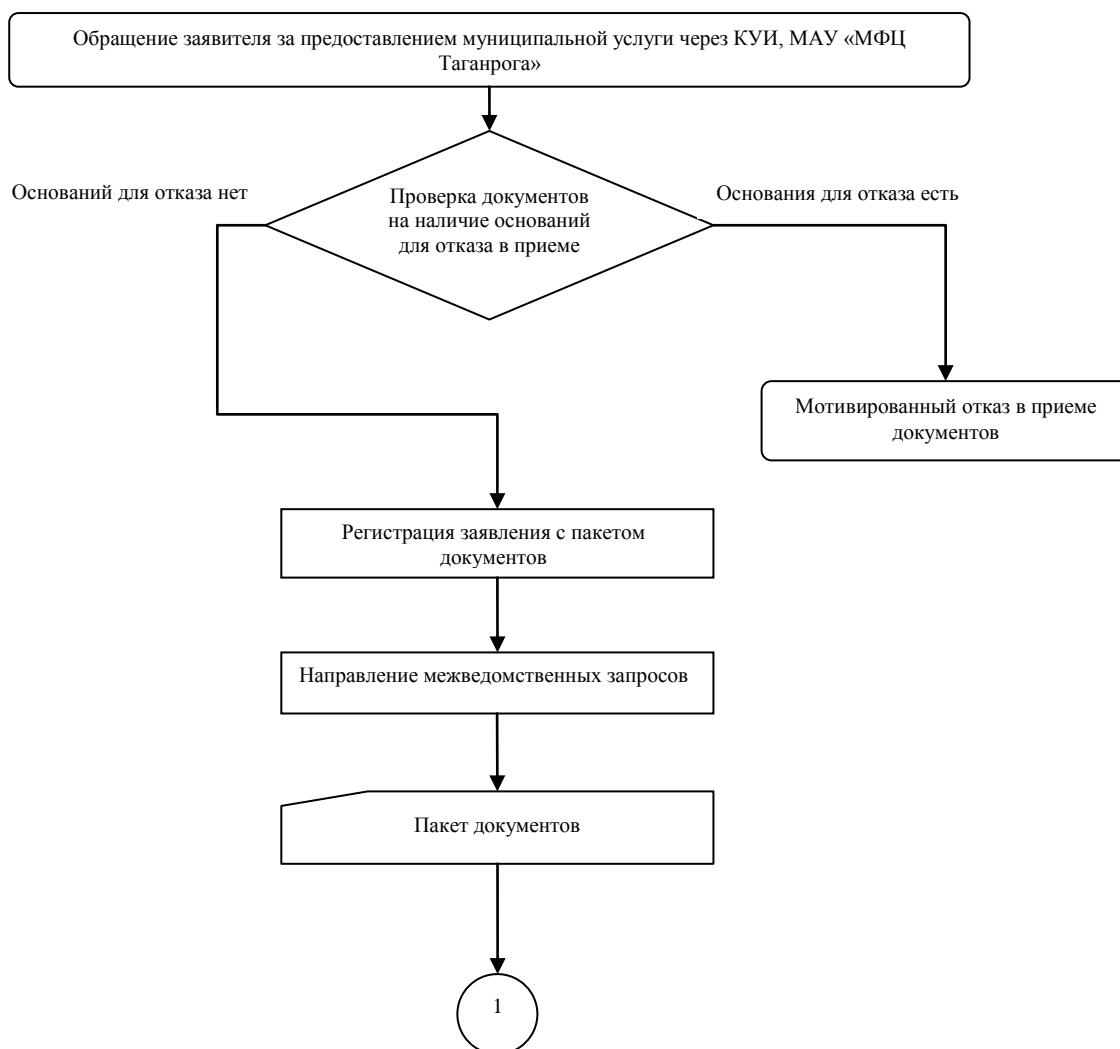 Обращение заявителя за предоставлением муниципальной услуги через КУИ, МАУ «МФЦ
Таганрога»
Оснований для отказа нет
Проверка документов
на наличие оснований
для отказа в приеме
Основания для отказа есть
Мотивированный отказ в приеме
документов
Регистрация заявления с пакетом
документов
Направление межведомственных запросов
Пакет документов
1